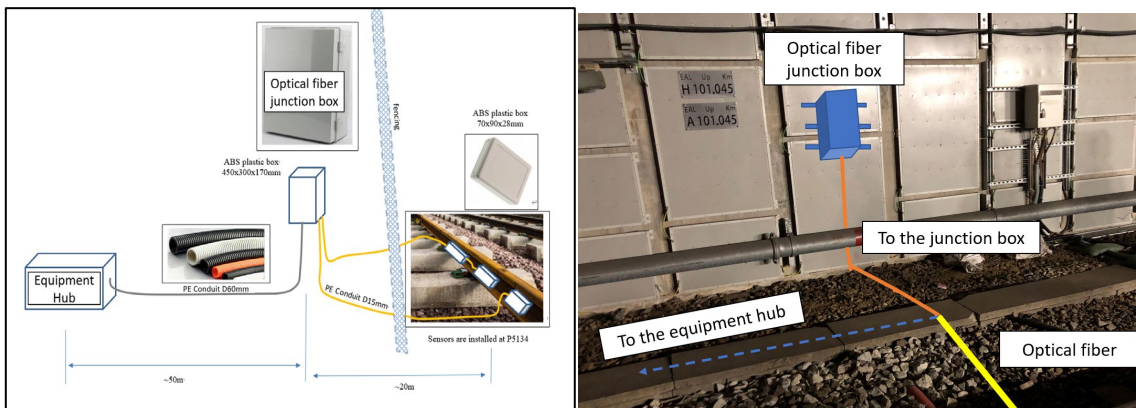 Optical fiber
junction box
ABS plastic box
450x300x170mm
Fencing
ABS plastic box
70x90x28mm
Equipment
Hub
PE Conduit D60mm
PE Conduit D15mm
Sensors are installed at P5134
~50m
~20m
Optical fiber
junction box
EAL Up Km
H 101.045
EAL Up Km
A 101.045
To the junction box
To the equipment hub
Optical fiber